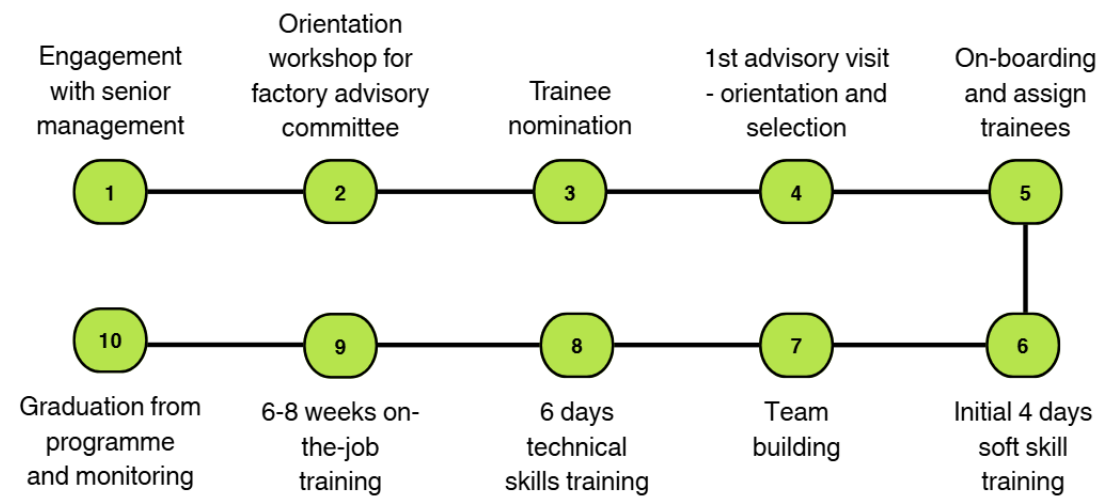 Engagement
with senior
management
Orientation
workshop for
factory advisory
committee
Trainee
nomination
1st advisory visit
- orientation and
selection
On-boarding
and assign
trainees
1
2
3
4
5
10
9
8
7
6
Graduation from
programme
and monitoring
6-8 weeks on-
the-job
training
6 days
technical
skills training
Team
building
Initial 4 days
soft skill
training